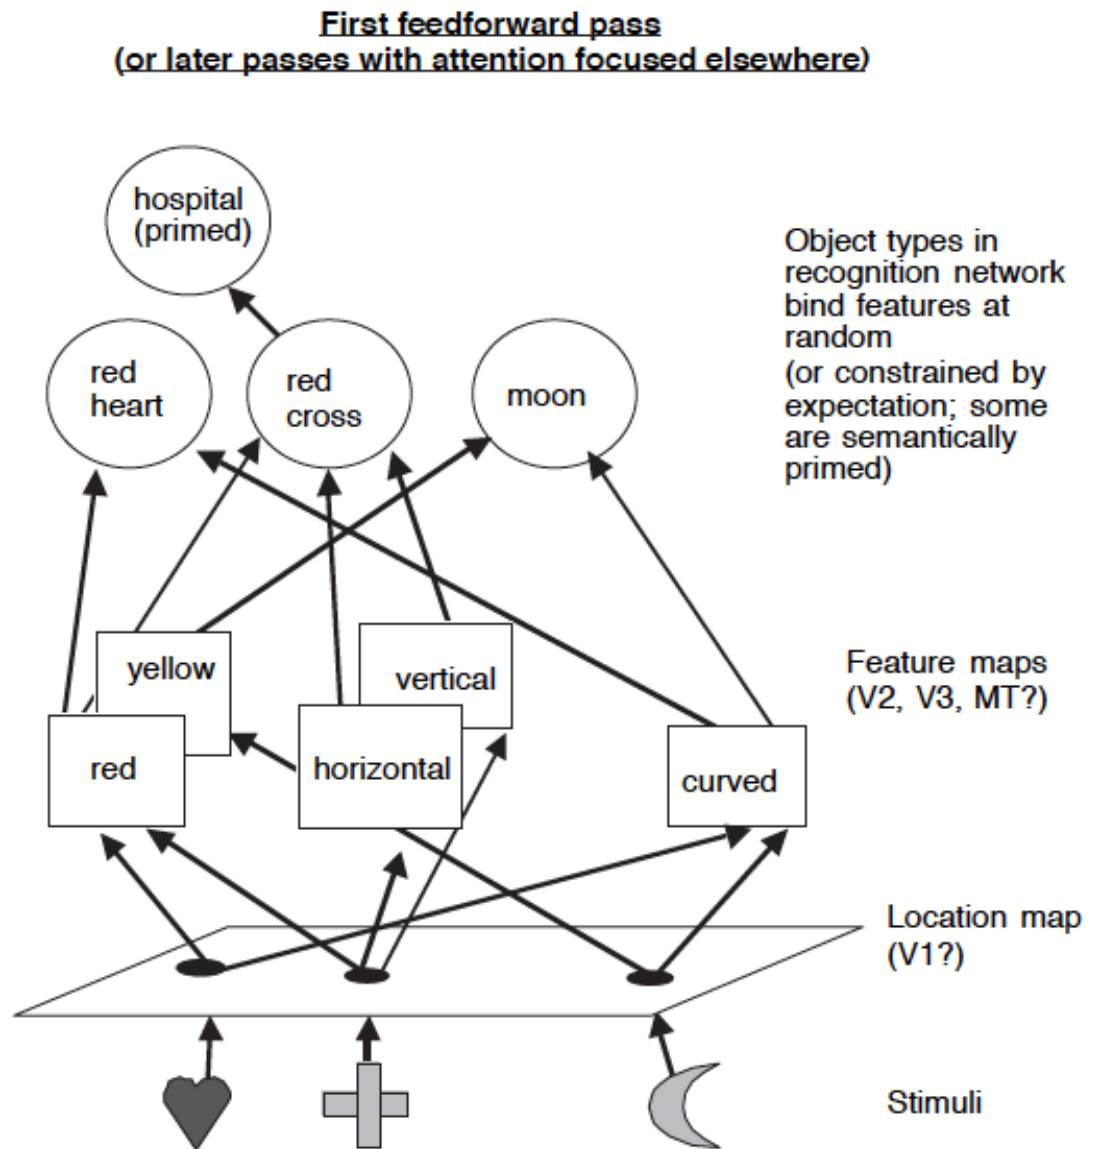 First feedforward pass
(or later passes with attention focused elsewhere)
hospital
(primed)
Object types in
recognition network
bind features at
random
(or constrained by
expectation; some
are semantically
primed)
red
heart
red
cross
moon
yellow
vertical
Feature maps
(V2, V3, MT?)
red
horizontal
curved
Location map
(V1?)
Stimuli